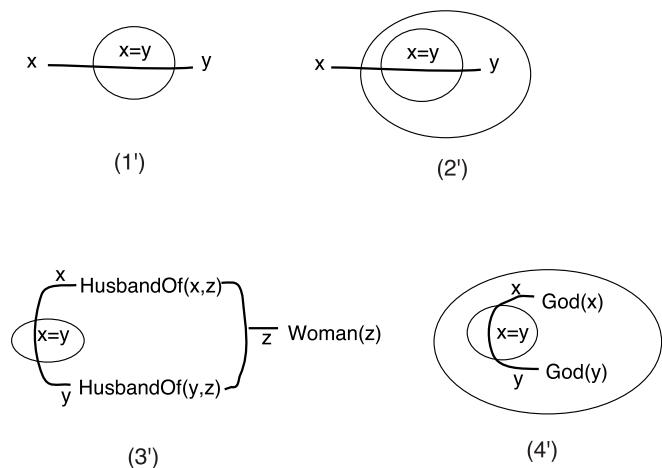 x x=y y
x x=y y
(1')
(2')
x
HusbandOf(x,z)
x=y
z Woman(z)
y HusbandOf(y,z)
(3')
x God(x)
x=y
y God(y)
(4')